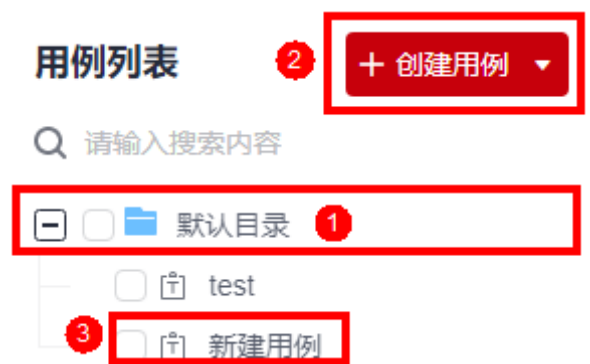 用例列表 2 + 创建用例
请输入搜索内容
默认目录 1
test
3 新建用例